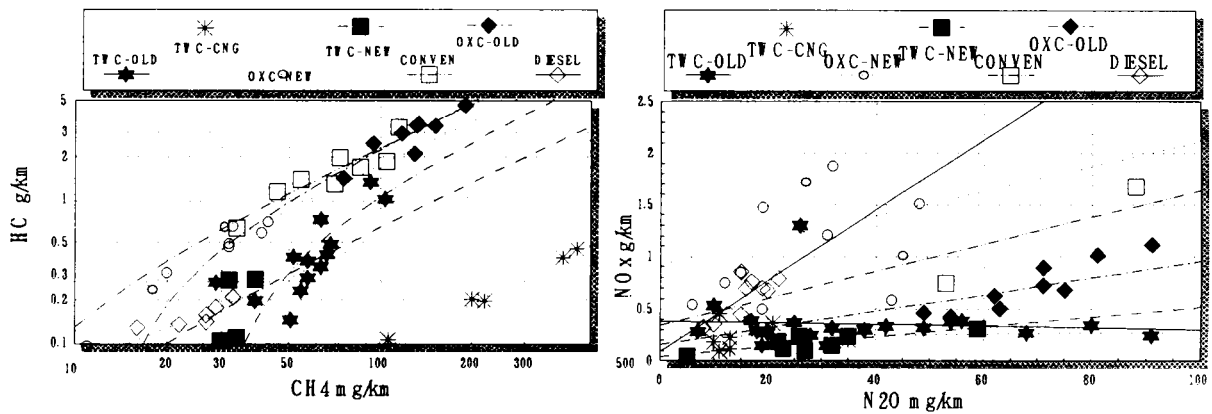 TWC-CNG TWC-NEW OXC-OLD
TWC-OLD OXC-NEW CONVEN DIESEL
5
3
2
1
0.5
0.3
0.2
0.1
HC g/km
10 20 30 50 100 200 300 500
CH4 mg/km
TWC-CNG TWC-NEW OXC-OLD
TWC-OLD OXC-NEW CONVEN DIESEL
2.5
2
1.5
1
0.5
0
NOx g/km
0 20 40 60 80 100
N2O mg/km